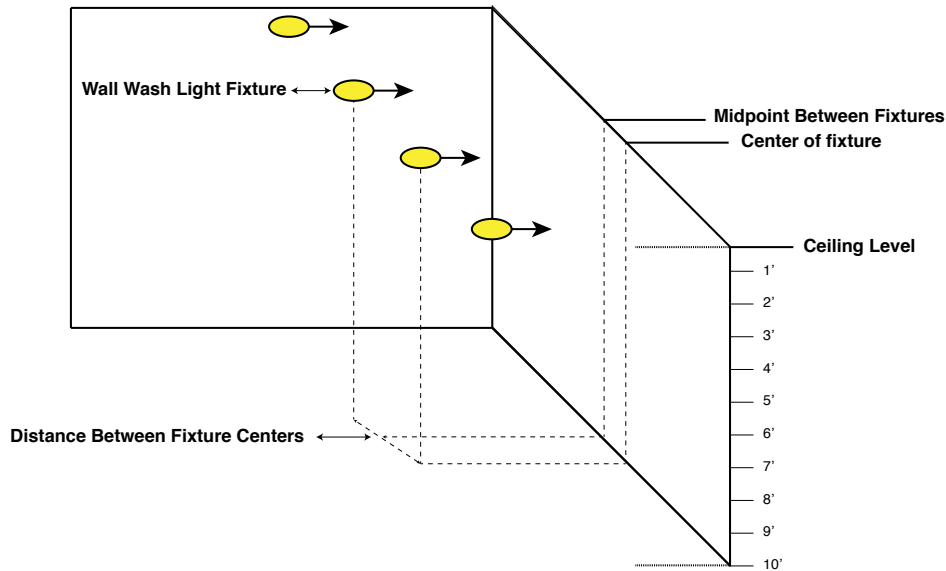 Wall Wash Light Fixture
Midpoint Between Fixtures
Center of fixture
Ceiling Level
1’
2’
3’
4’
5’
Distance Between Fixture Centers
6’
7’
8’
9’
10’